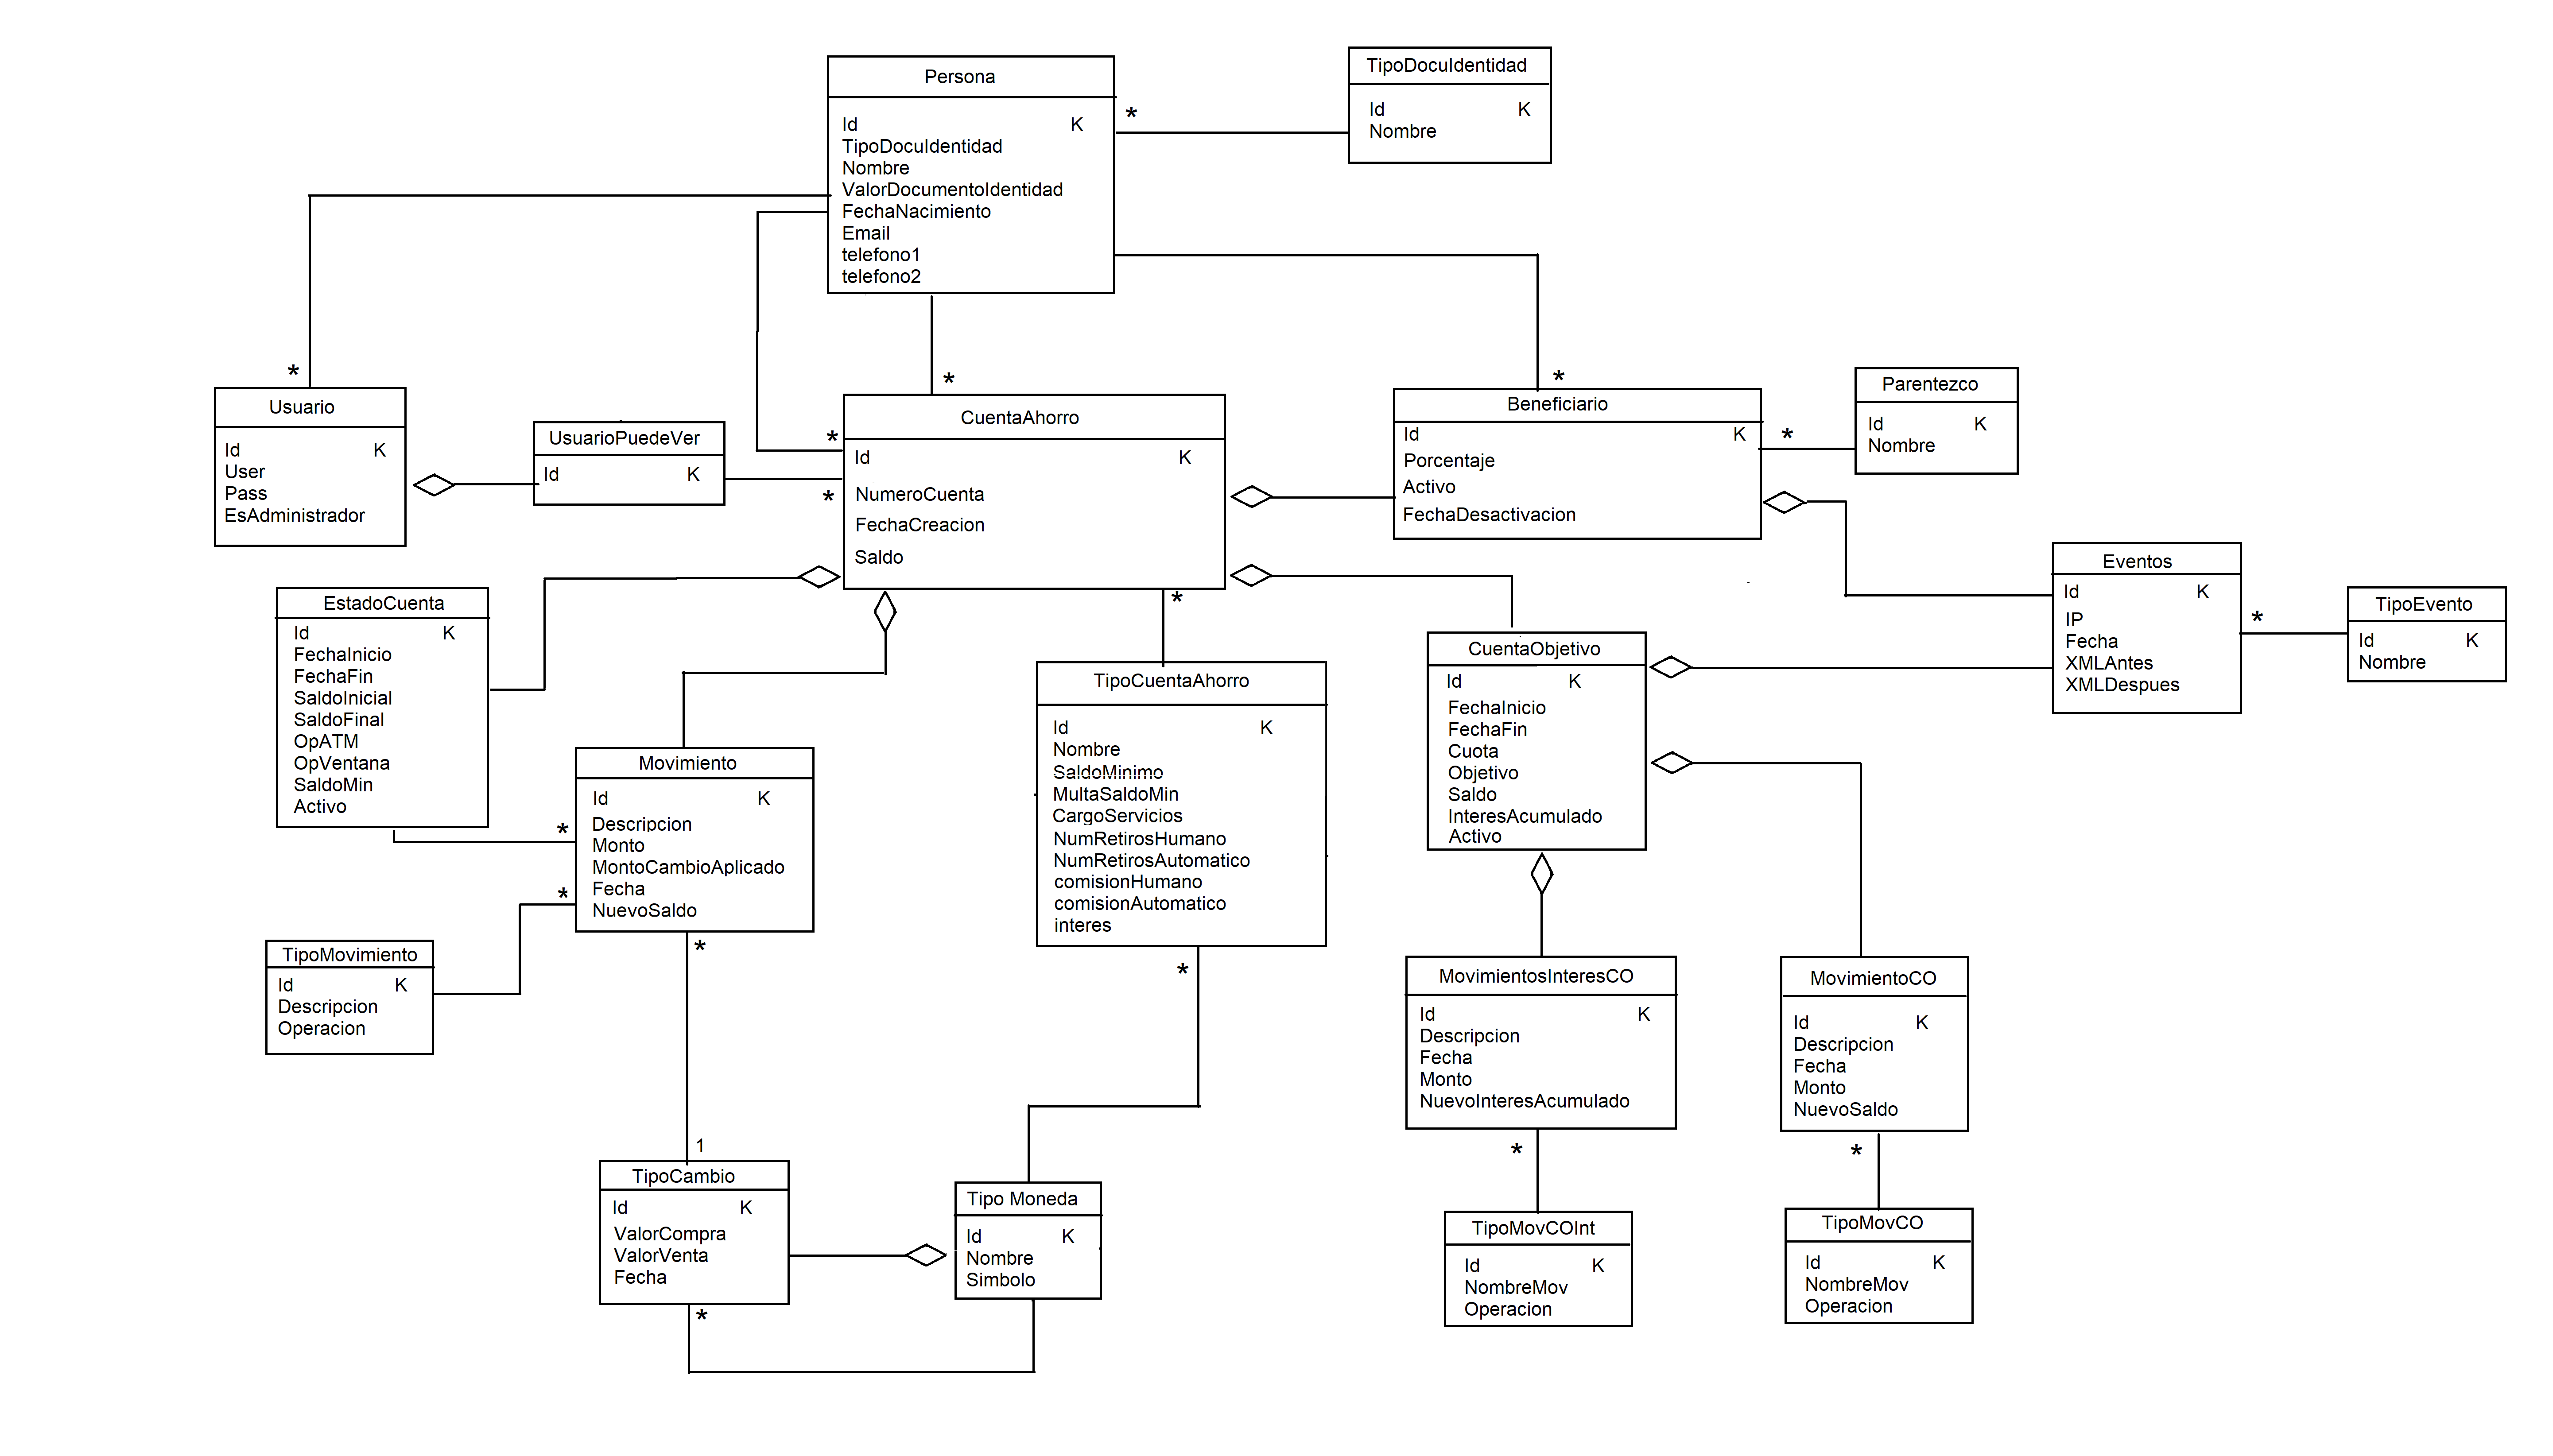 Persona
Id K
TipoDocuIdentidad
Nombre
ValorDocumentoIdentidad
FechaNacimiento
Email
telefono1
telefono2
*
TipoDocuIdentidad
Id K
Nombre
*
Usuario
Id K
User
Pass
EsAdministrador
UsuarioPuedeVer
Id K
*
*
*
CuentaAhorro
Id K
NumeroCuenta
FechaCreacion
Saldo
*
*
Beneficiario
Id K
Porcentaje
Activo
FechaDesactivacion
*
Parentezco
Id K
Nombre
Eventos
Id K
IP
Fecha
XMLAntes
XMLDespues
*
TipoEvento
Id K
Nombre
EstadoCuenta
Id K
FechaInicio
FechaFin
SaldoInicial
SaldoFinal
OpATM
OpVentana
SaldoMin
Activo
*
*
Movimiento
Id K
Descripcion
Monto
MontoCambioAplicado
Fecha
NuevoSaldo
*
TipoCuentaAhorro
Id K
Nombre
SaldoMinimo
MultaSaldoMin
CargoServicios
NumRetirosHumano
NumRetirosAutomatico
comisionHumano
comisionAutomatico
interes
*
CuentaObjetivo
Id K
FechaInicio
FechaFin
Cuota
Objetivo
Saldo
InteresAcumulado
Activo
TipoMovimiento
Id K
Descripcion
Operacion
MovimientosInteresCO
Id K
Descripcion
Fecha
Monto
NuevoInteresAcumulado
*
MovimientoCO
Id K
Descripcion
Fecha
Monto
NuevoSaldo
*
1
TipoCambio
Id K
ValorCompra
ValorVenta
Fecha
*
Tipo Moneda
Id K
Nombre
Simbolo
TipoMovCOInt
Id K
NombreMov
Operacion
TipoMovCO
Id K
NombreMov
Operacion